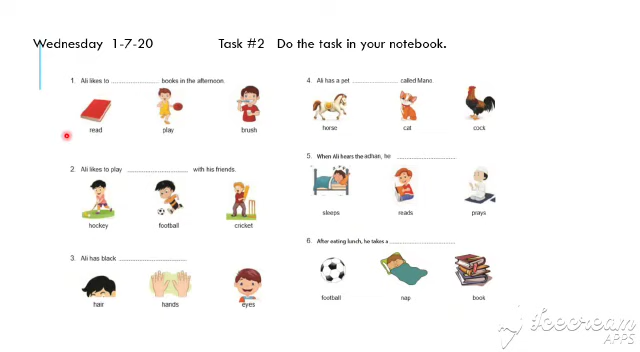 Wednesday 1-7-20 Task #2 Do the task in your notebook.
1. Ali likes to .............................. books in the afternoon.
read play brush
2. Ali likes to play .............................. with his friends.
hockey football cricket
3. Ali has black ..............................
hair hands eyes
4. Ali has a pet .............................. called Mano.
horse cat cock
5. When Ali hears the adhan, he ..............................
sleeps reads prays
6. After eating lunch, he takes a ..............................
football nap book
Icecream
APPS